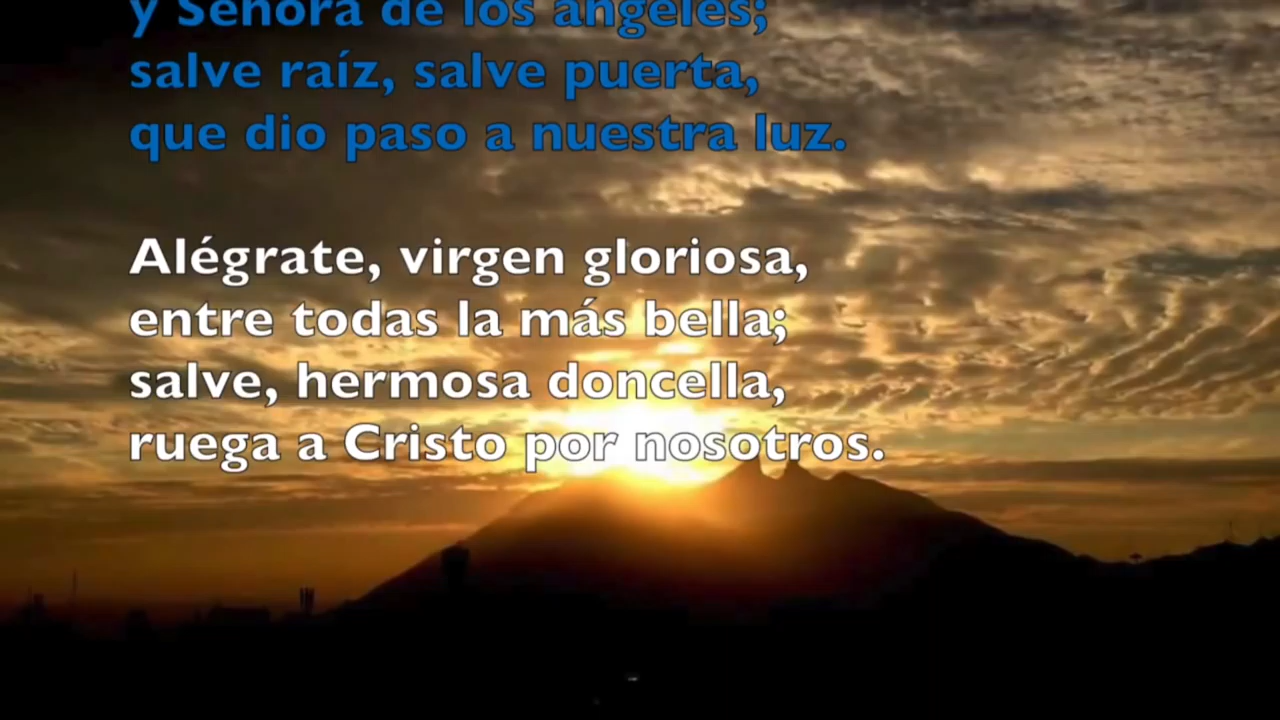 y Señora de los ángeles;
salve raíz, salve puerta,
que dio paso a nuestra luz.
Alégrate, virgen gloriosa,
entre todas la más bella;
salve, hermosa doncella,
ruega a Cristo por nosotros.